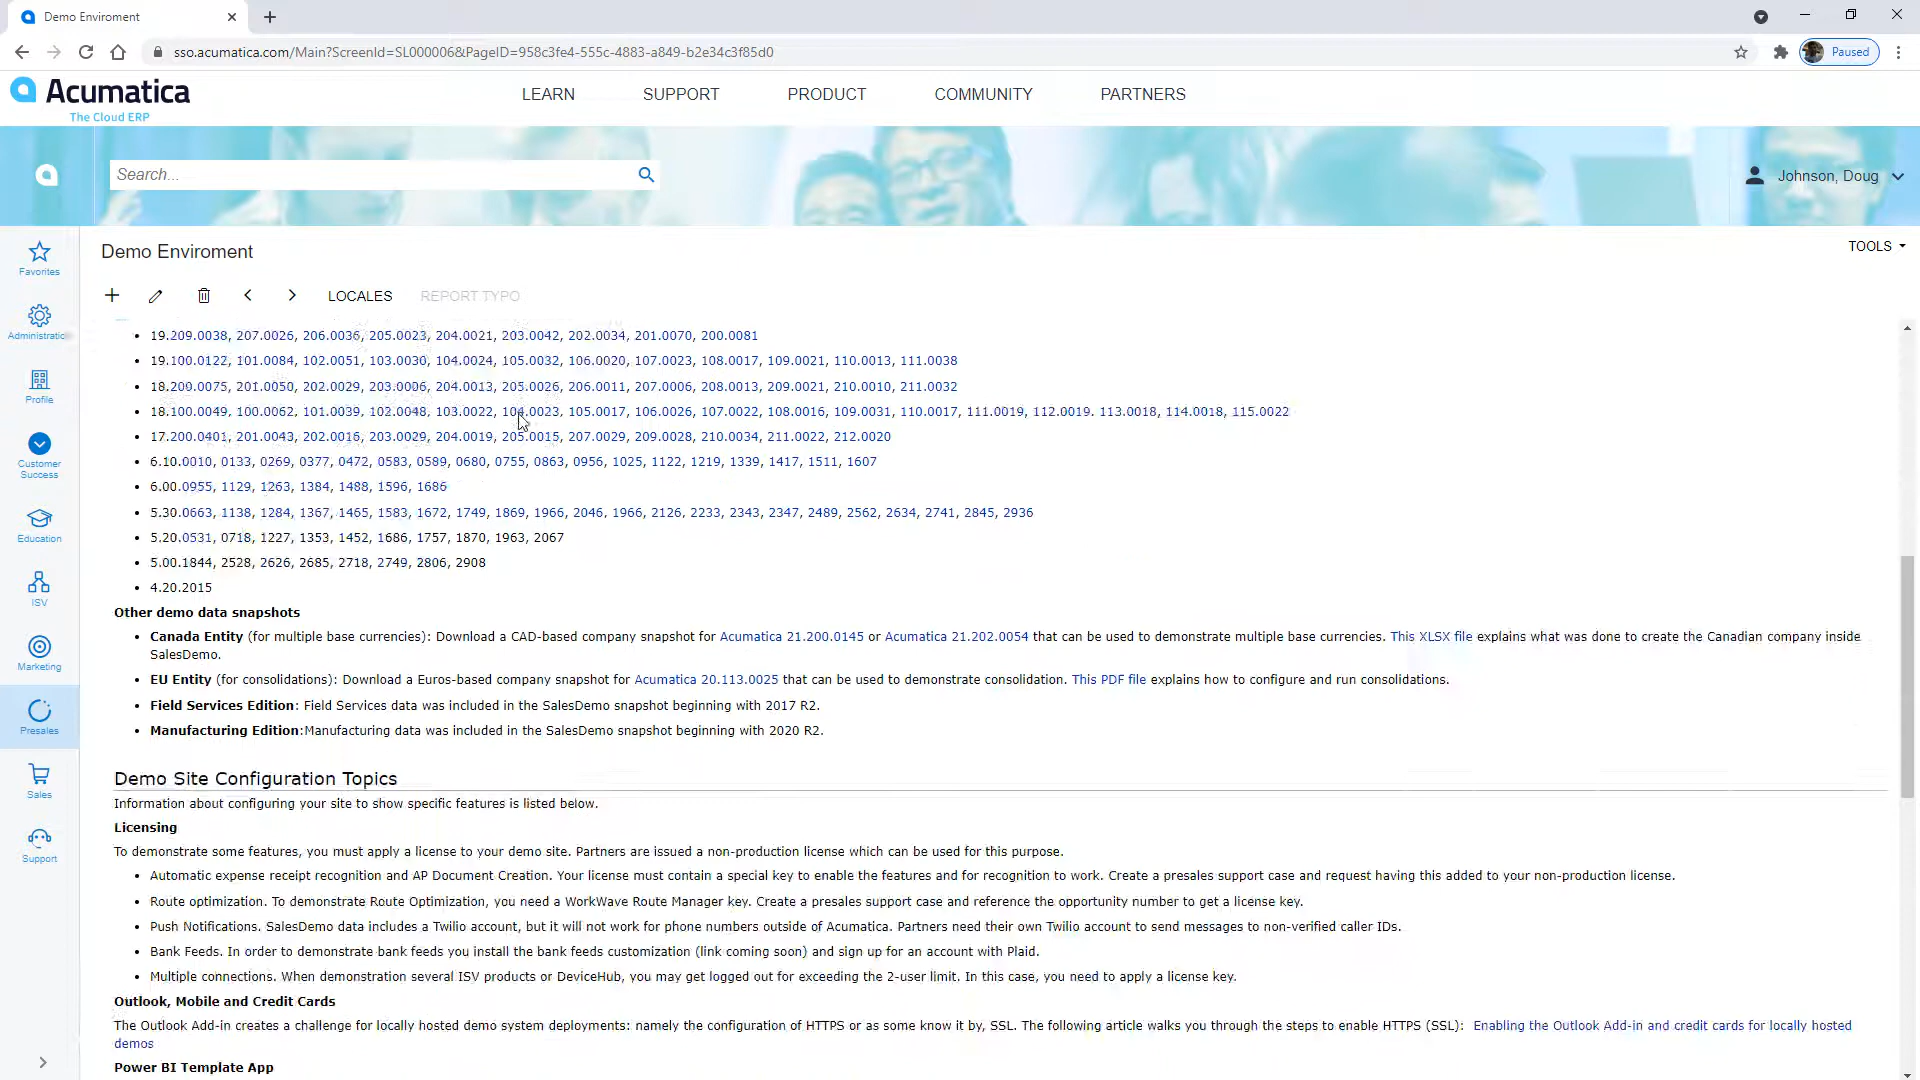 Demo Enviroment
sso.acumatica.com/Main?ScreenId=SL000006&PageID=958c3fe4-555c-4883-a849-b2e34c3f85d0
Paused
Acumatica
The Cloud ERP
LEARN
SUPPORT
PRODUCT
COMMUNITY
PARTNERS
Search...
Johnson, Doug
Favorites
Administratio
Profile
Customer
Success
Education
ISV
Marketing
Presales
Sales
Support
Demo Enviroment
TOOLS
LOCALES
REPORT TYPO
• 19.209.0038, 207.0026, 206.0036, 205.0023, 204.0021, 203.0042, 202.0034, 201.0070, 200.0081
• 19.100.0122, 101.0084, 102.0051, 103.0030, 104.0024, 105.0032, 106.0020, 107.0023, 108.0017, 109.0021, 110.0013, 111.0038
• 18.209.0075, 201.0050, 202.0029, 203.0006, 204.0013, 205.0026, 206.0011, 207.0006, 208.0013, 209.0021, 210.0010, 211.0032
• 18.100.0049, 100.0062, 101.0039, 102.0048, 103.0022, 104.0023, 105.0017, 106.0026, 107.0022, 108.0016, 109.0031, 110.0017, 111.0019, 112.0019. 113.0018, 114.0018, 115.0022
• 17.200.0401, 201.0043, 202.0016, 203.0029, 204.0019, 205.0015, 207.0029, 209.0028, 210.0034, 211.0022, 212.0020
• 6.10.0010, 0133, 0269, 0377, 0472, 0583, 0589, 0680, 0755, 0863, 0956, 1025, 1122, 1219, 1339, 1417, 1511, 1607
• 6.00.0955, 1129, 1263, 1384, 1488, 1596, 1686
• 5.30.0663, 1138, 1284, 1367, 1465, 1583, 1672, 1749, 1869, 1966, 2046, 1966, 2126, 2233, 2343, 2347, 2489, 2562, 2634, 2741, 2845, 2936
• 5.20.0531, 0718, 1227, 1353, 1452, 1686, 1757, 1870, 1963, 2067
• 5.00.1844, 2528, 2626, 2685, 2718, 2749, 2806, 2908
• 4.20.2015
Other demo data snapshots
• Canada Entity (for multiple base currencies): Download a CAD-based company snapshot for Acumatica 21.200.0145 or Acumatica 21.202.0054 that can be used to demonstrate multiple base currencies. This XLSX file explains what was done to create the Canadian company inside
SalesDemo.
• EU Entity (for consolidations): Download a Euros-based company snapshot for Acumatica 20.113.0025 that can be used to demonstrate consolidation. This PDF file explains how to configure and run consolidations.
• Field Services Edition: Field Services data was included in the SalesDemo snapshot beginning with 2017 R2.
• Manufacturing Edition:Manufacturing data was included in the SalesDemo snapshot beginning with 2020 R2.
Demo Site Configuration Topics
Information about configuring your site to show specific features is listed below.
Licensing
To demonstrate some features, you must apply a license to your demo site. Partners are issued a non-production license which can be used for this purpose.
• Automatic expense receipt recognition and AP Document Creation. Your license must contain a special key to enable the features and for recognition to work. Create a presales support case and request having this added to your non-production license.
• Route optimization. To demonstrate Route Optimization, you need a WorkWave Route Manager key. Create a presales support case and reference the opportunity number to get a license key.
• Push Notifications. SalesDemo data includes a Twilio account, but it will not work for phone numbers outside of Acumatica. Partners need their own Twilio account to send messages to non-verified caller IDs.
• Bank Feeds. In order to demonstrate bank feeds you install the bank feeds customization (link coming soon) and sign up for an account with Plaid.
• Multiple connections. When demonstration several ISV products or DeviceHub, you may get logged out for exceeding the 2-user limit. In this case, you need to apply a license key.
Outlook, Mobile and Credit Cards
The Outlook Add-in creates a challenge for locally hosted demo system deployments: namely the configuration of HTTPS or as some know it by, SSL. The following article walks you through the steps to enable HTTPS (SSL): Enabling the Outlook Add-in and credit cards for locally hosted
demos
Power BI Template App